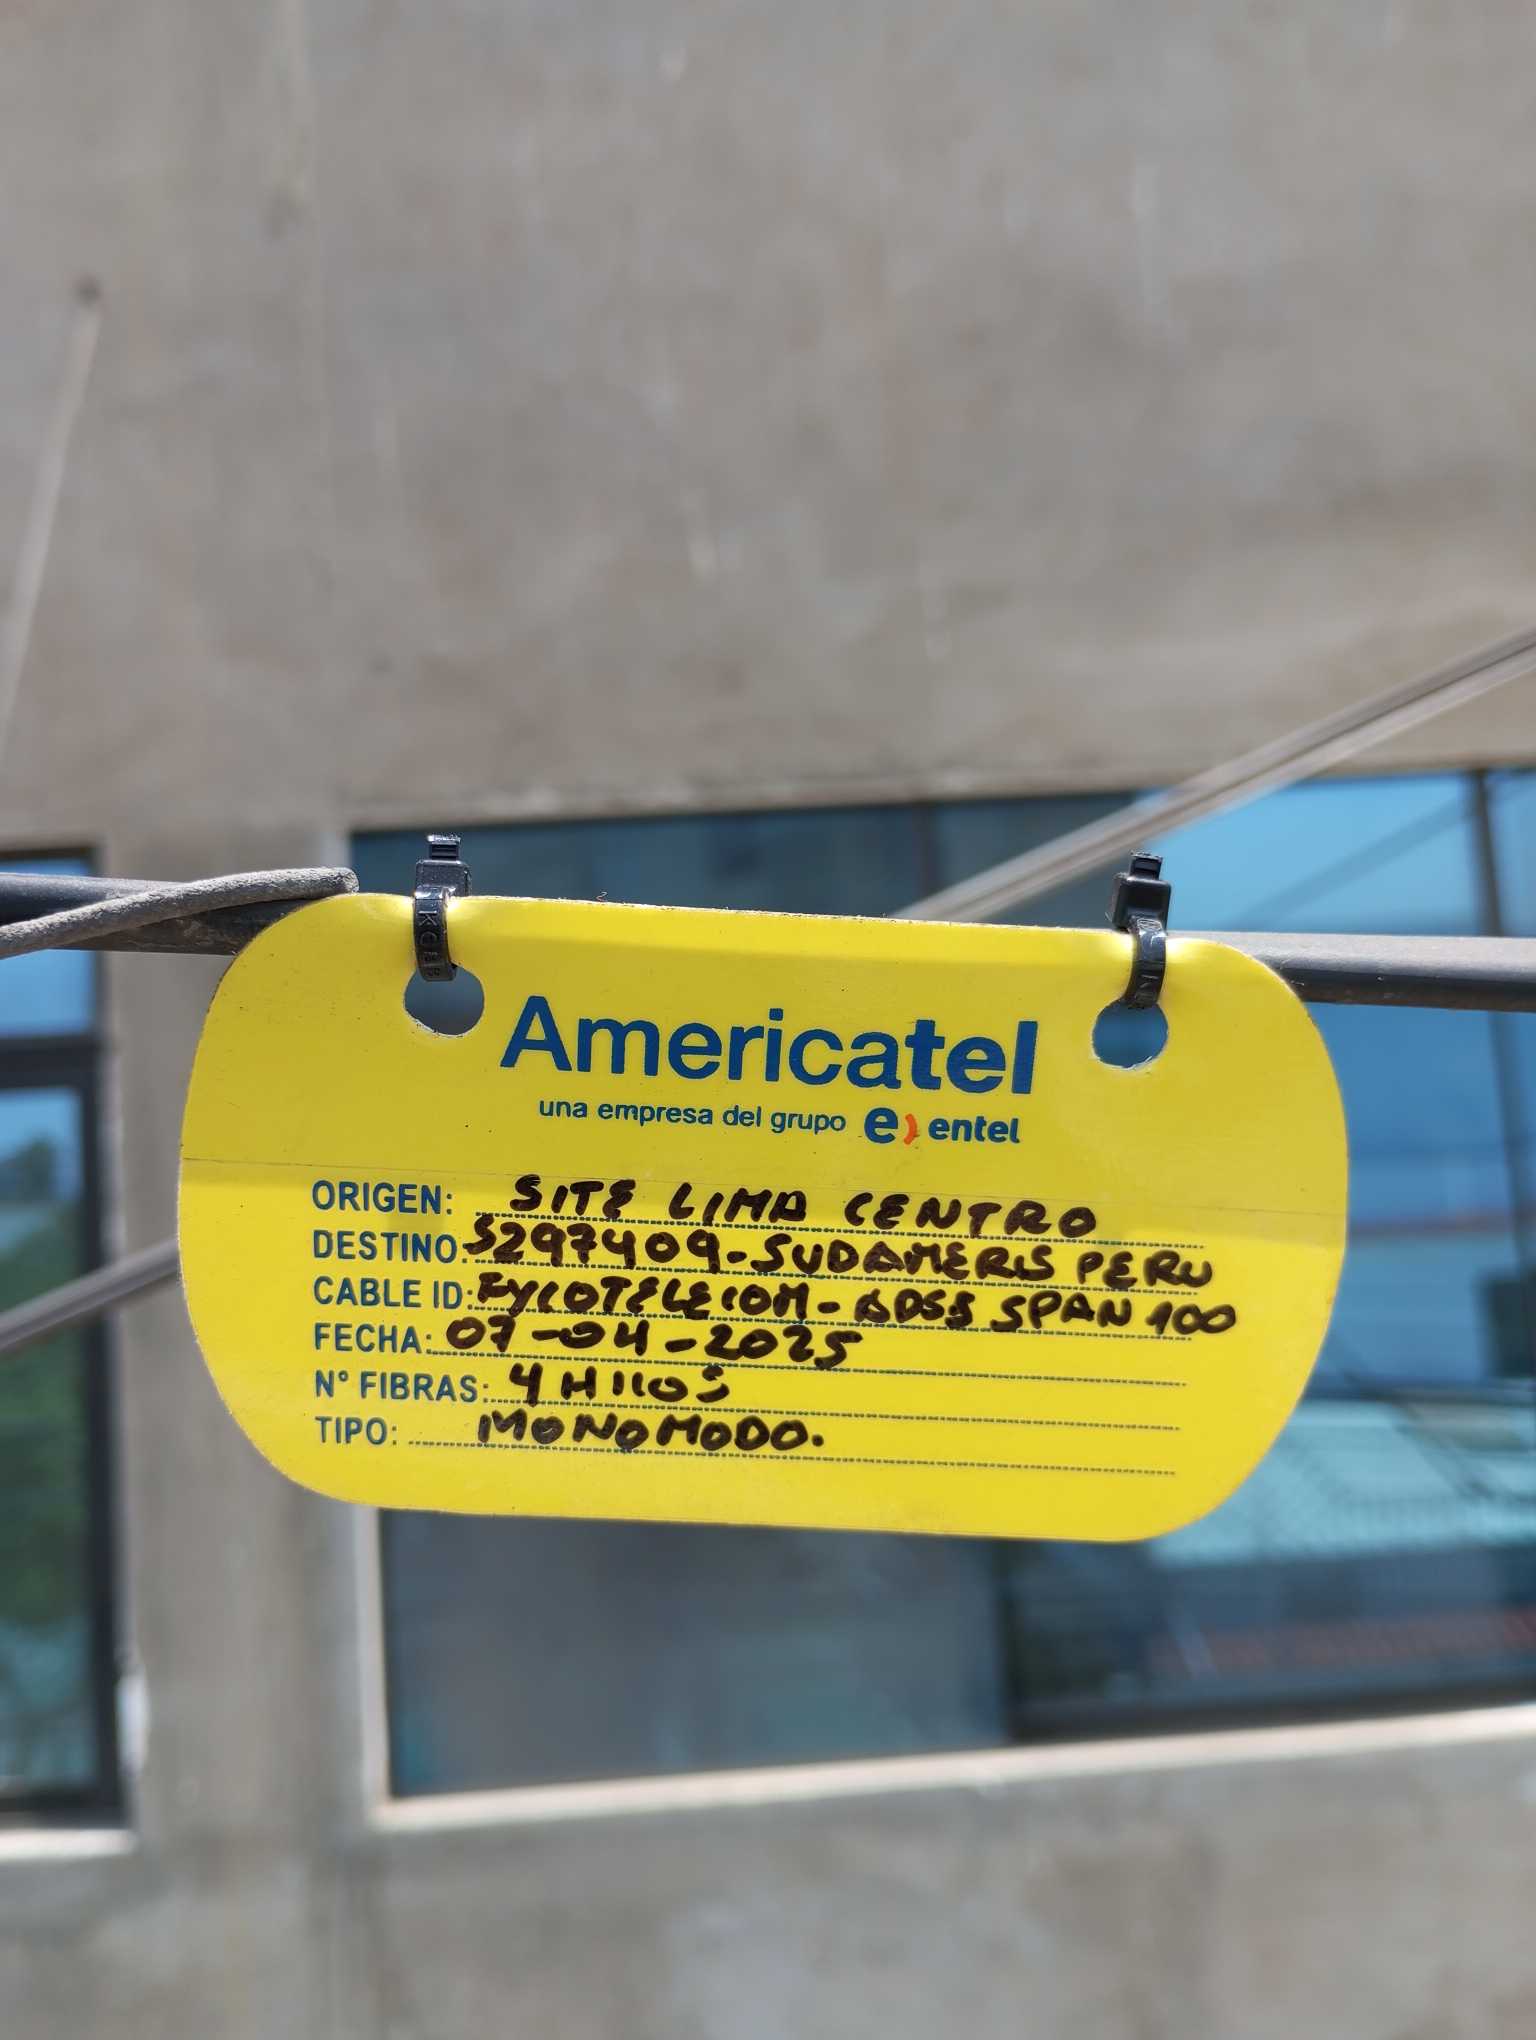 Americatel
una empresa del grupo e) entel
ORIGEN: SITE LIMA CENTRO
DESTINO: S297409-SUDAMERIS PERU
CABLE ID: FYCOTELECOM-ADSS SPAN 100
FECHA: 07-04-2025
N° FIBRAS: 4 HILOS
TIPO: MONOMODO.